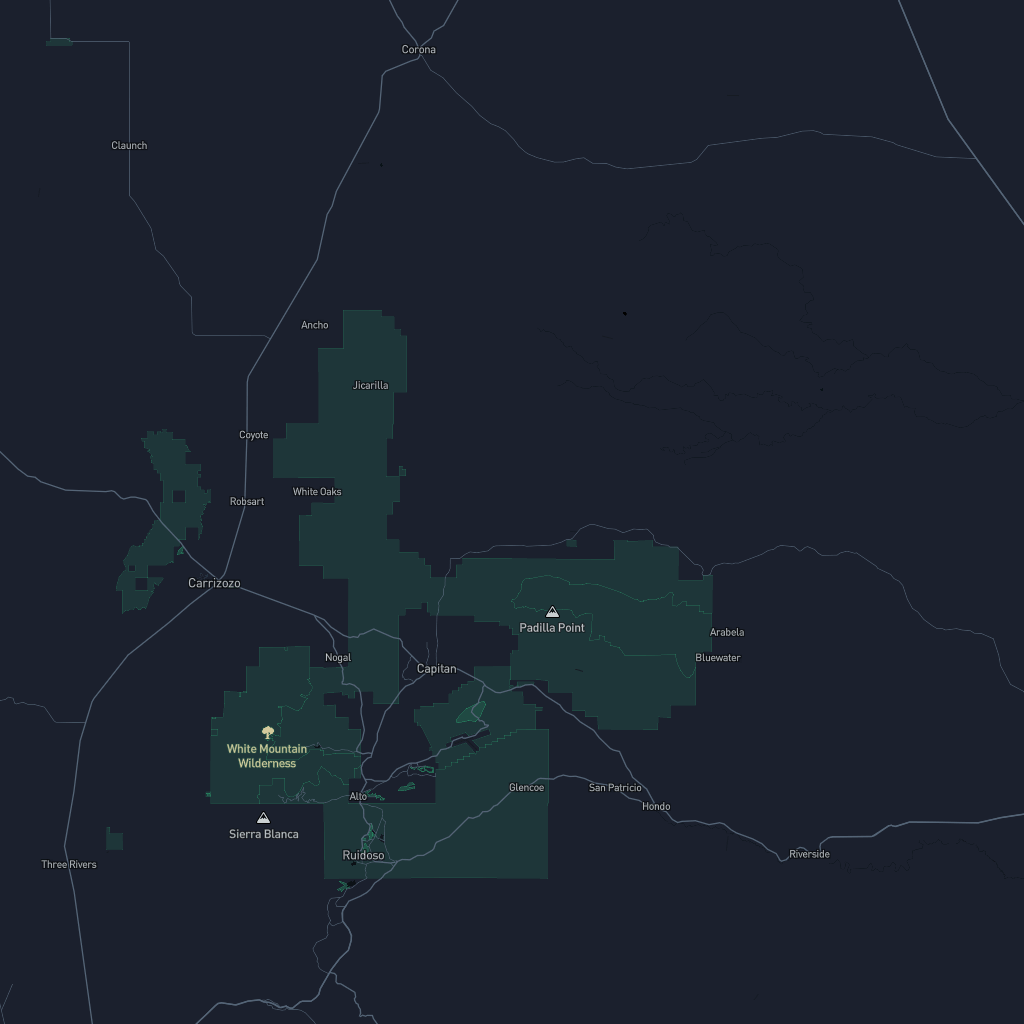 Corona
Claunch
Ancho
Jicarilla
Coyote
White Oaks
Robsart
Carrizozo
Padilla Point
Arabela
Nogal
Bluewater
Capitan
White Mountain
Wilderness
Glencoe
San Patricio
Alto
Hondo
Sierra Blanca
Ruidoso
Riverside
Three Rivers